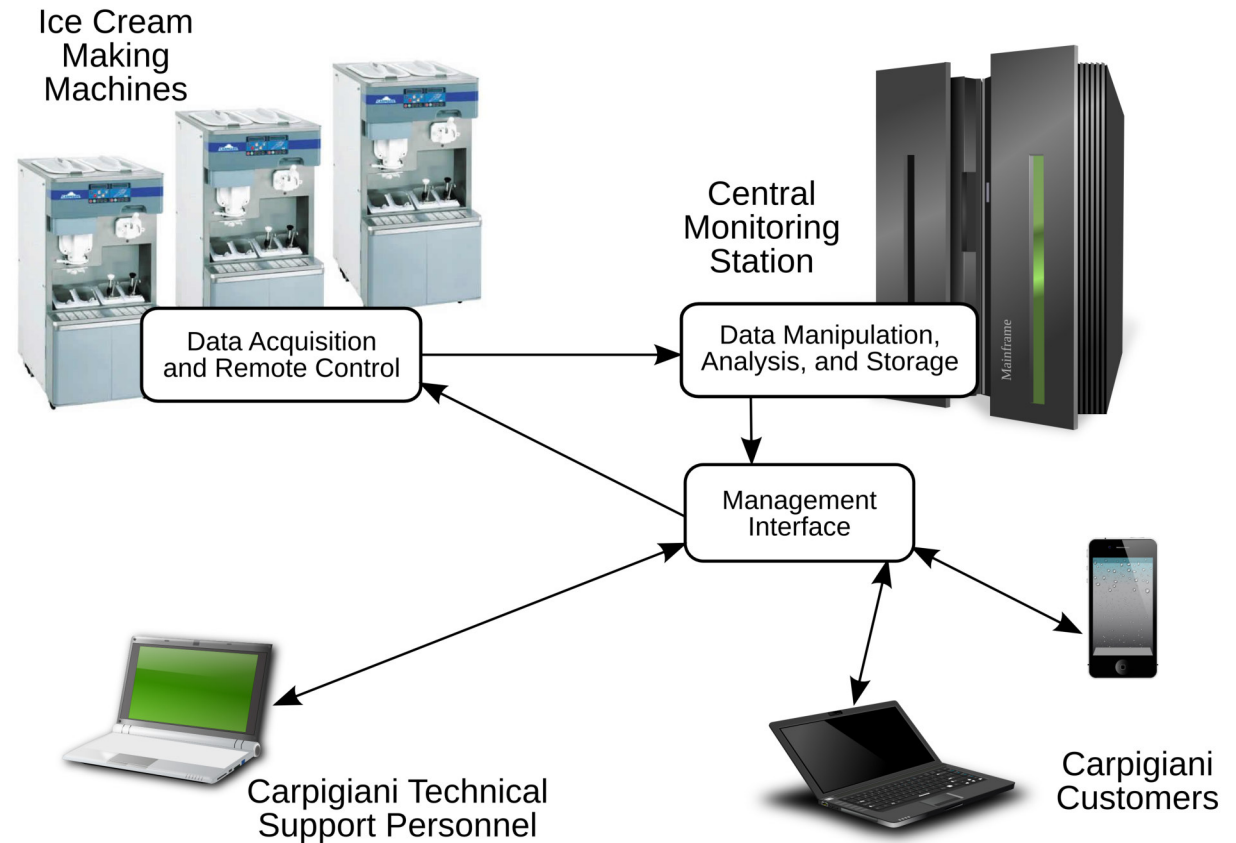 Ice Cream
Making
Machines
Central
Monitoring
Station
Data Acquisition
and Remote Control
Data Manipulation,
Analysis, and Storage
Mainframe
Management
Interface
Carpigiani Technical
Support Personnel
Carpigiani
Customers